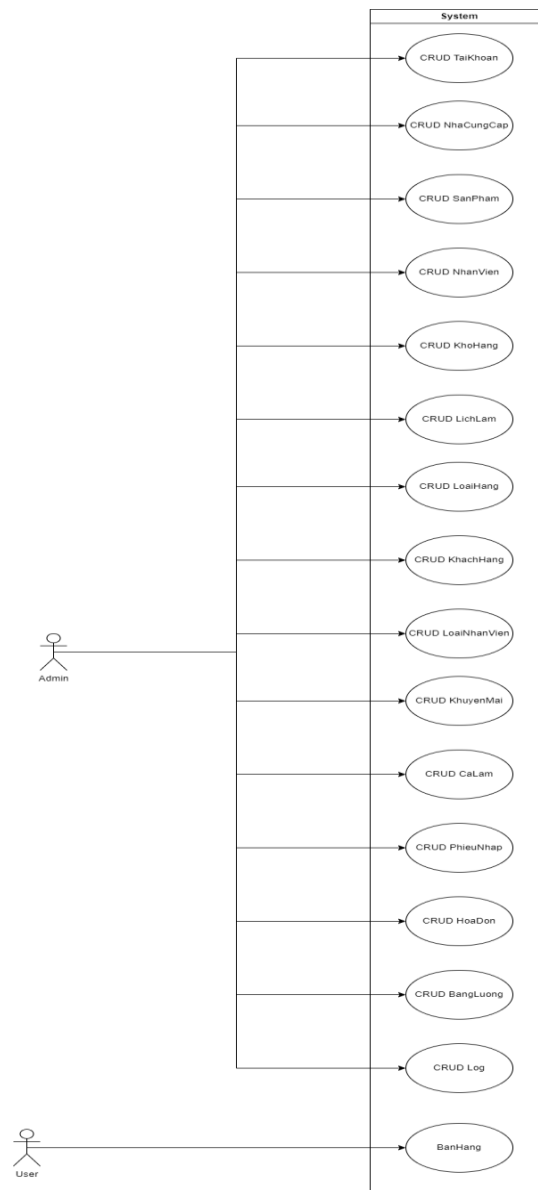 System
CRUD TaiKhoan
CRUD NhaCungCap
CRUD SanPham
CRUD NhanVien
CRUD KhoHang
CRUD LichLam
CRUD LoaiHang
CRUD KhachHang
CRUD LoaiNhanVien
Admin
CRUD KhuyenMai
CRUD CaLam
CRUD PhieuNhap
CRUD HoaDon
CRUD BangLuong
CRUD Log
BanHang
User